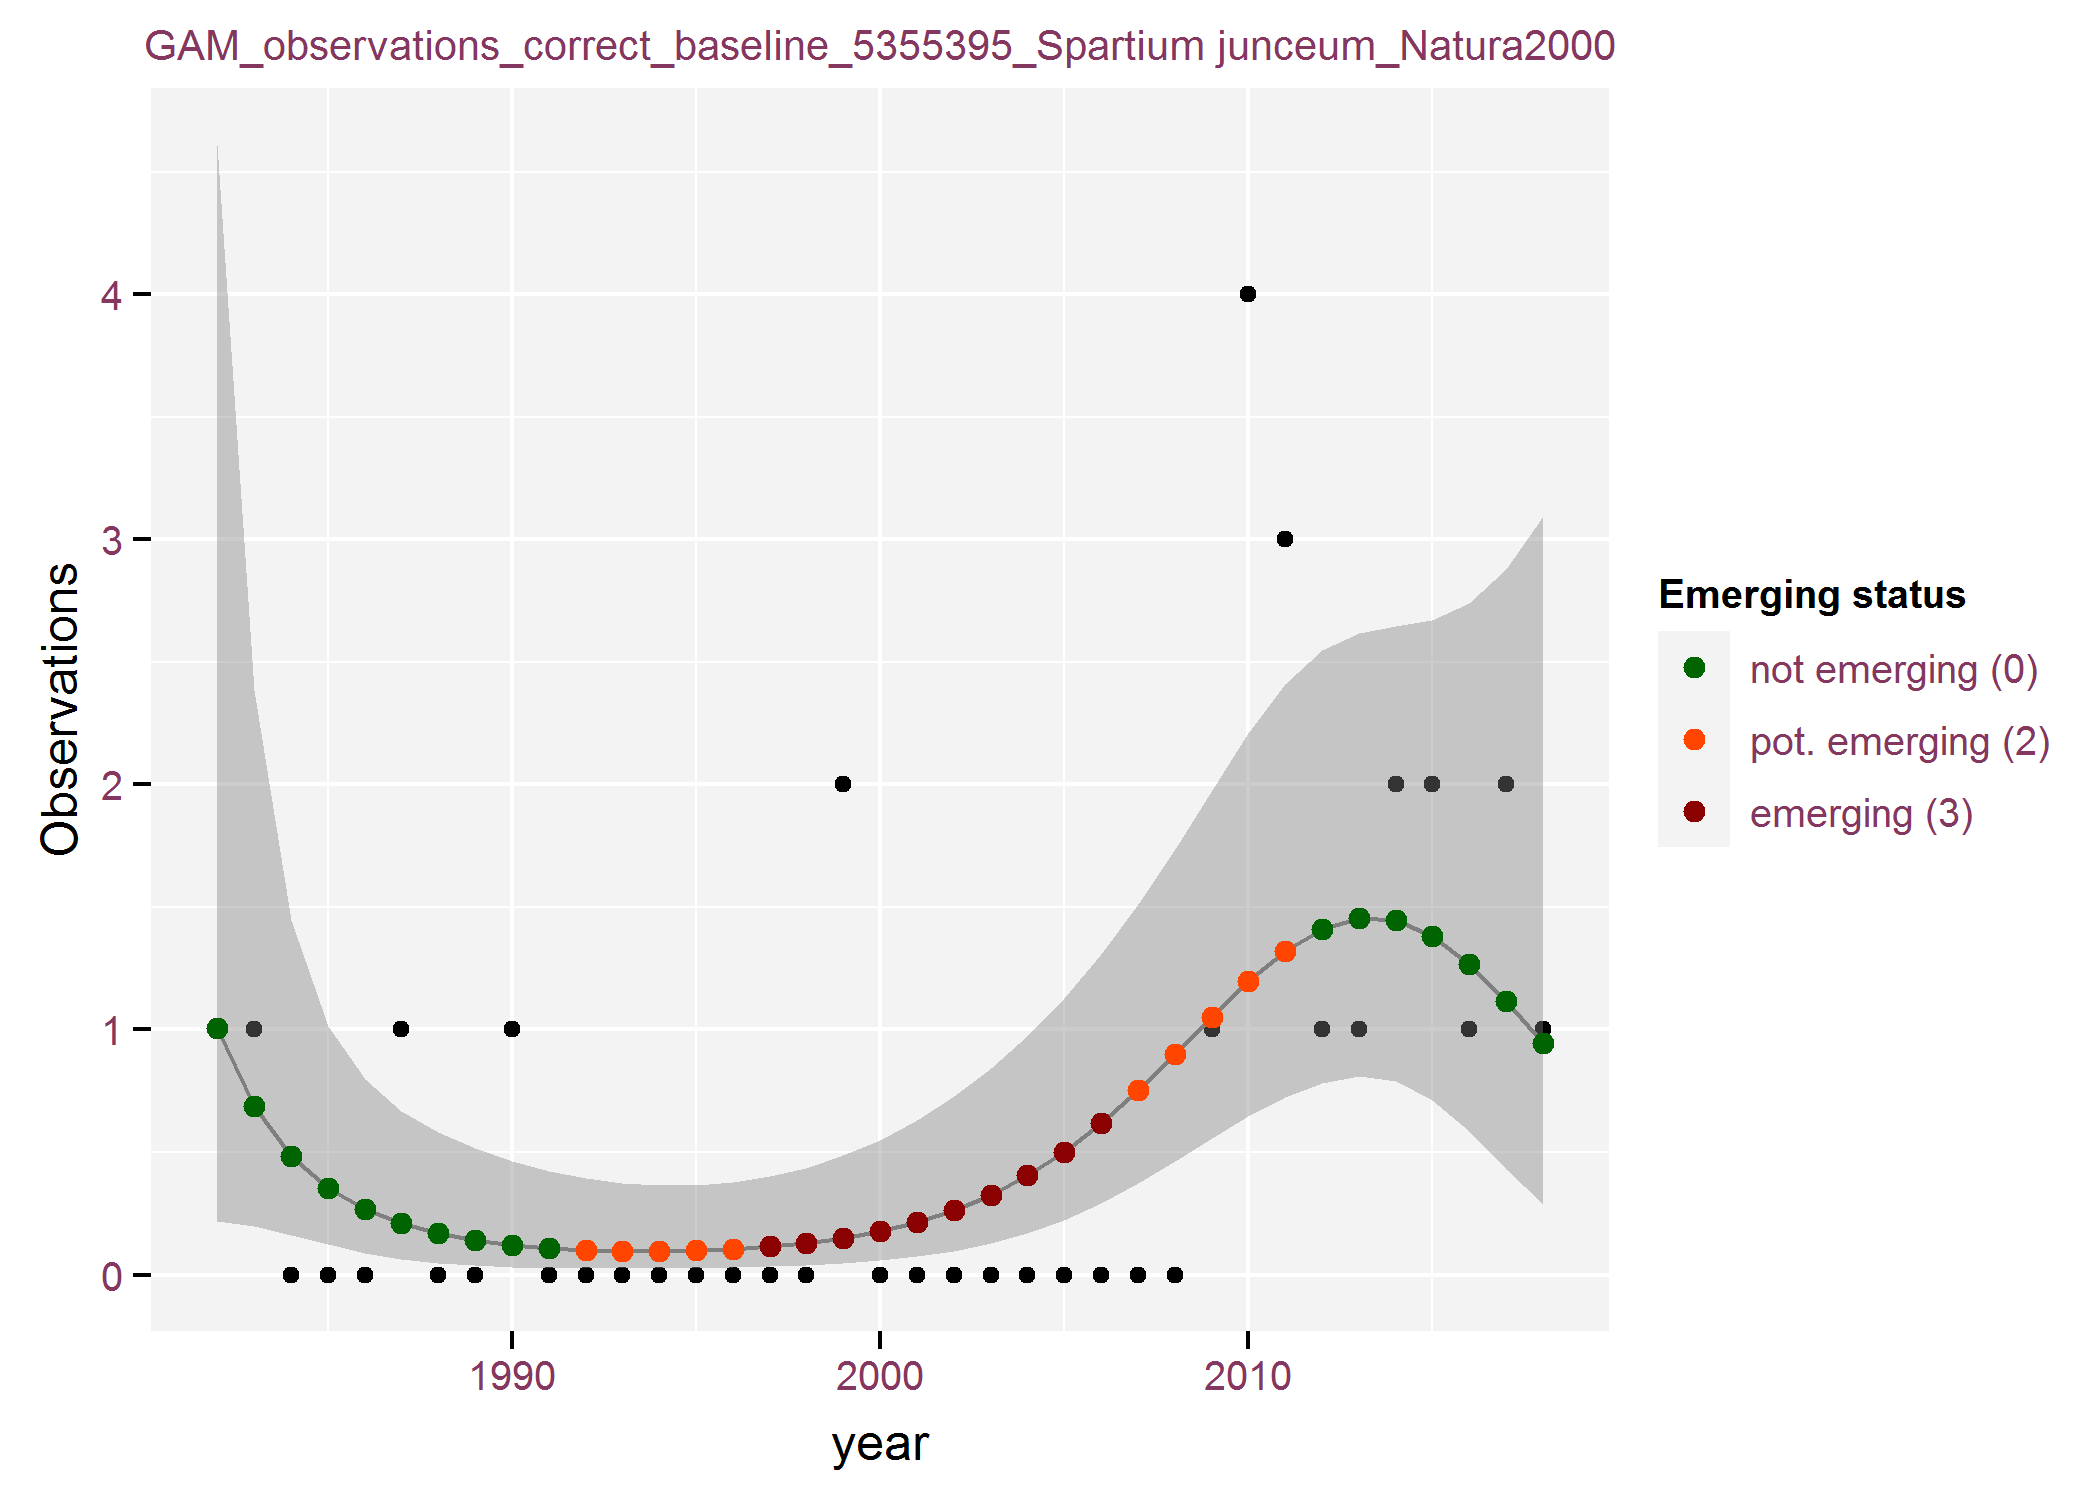 GAM_observations_correct_baseline_5355395_Spartium junceum_Natura2000
4
3
2
1
0
Observations
1990
2000
2010
year
Emerging status
not emerging (0)
pot. emerging (2)
emerging (3)